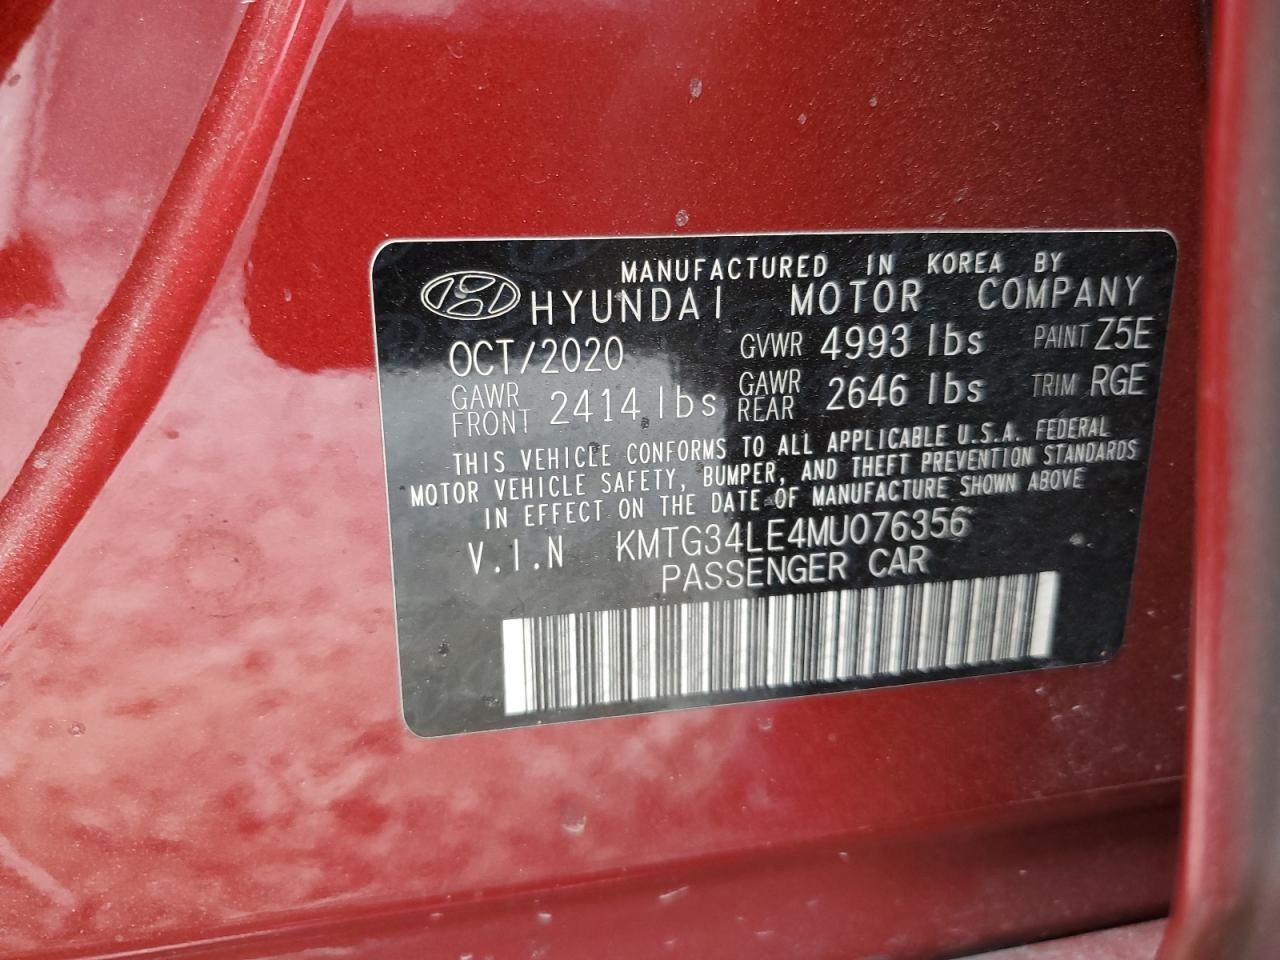 MANUFACTURED IN KOREA BY
HYUNDAI MOTOR COMPANY
OCT/2020 GVWR 4993 lbs PAINT Z5E
GAWR FRONT 2414 lbs GAWR REAR 2646 lbs TRIM RGE
THIS VEHICLE CONFORMS TO ALL APPLICABLE U.S.A. FEDERAL
MOTOR VEHICLE SAFETY, BUMPER, AND THEFT PREVENTION STANDARDS
IN EFFECT ON THE DATE OF MANUFACTURE SHOWN ABOVE
V.I.N KMTG34LE4MU076356
PASSENGER CAR